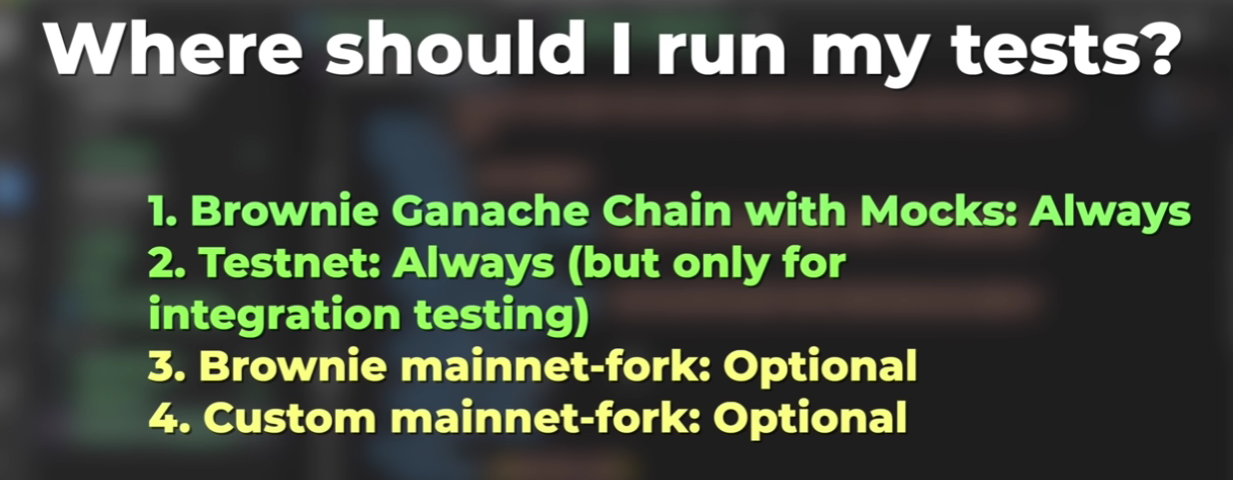 Where should I run my tests?
1. Brownie Ganache Chain with Mocks: Always
2. Testnet: Always (but only for
integration testing)
3. Brownie mainnet-fork: Optional
4. Custom mainnet-fork: Optional